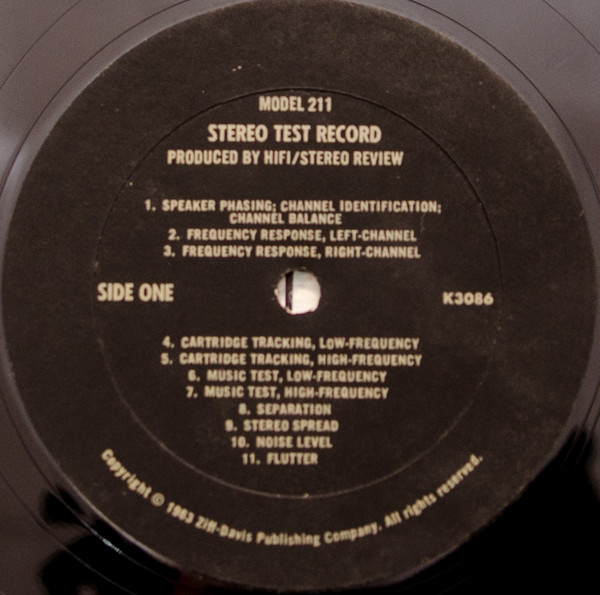 MODEL 211
STEREO TEST RECORD
PRODUCED BY HIFI/STEREO REVIEW
1. SPEAKER PHASING; CHANNEL IDENTIFICATION;
CHANNEL BALANCE
2. FREQUENCY RESPONSE, LEFT-CHANNEL
3. FREQUENCY RESPONSE, RIGHT-CHANNEL
SIDE ONE
K3086
4. CARTRIDGE TRACKING, LOW-FREQUENCY
5. CARTRIDGE TRACKING, HIGH-FREQUENCY
6. MUSIC TEST, LOW-FREQUENCY
7. MUSIC TEST, HIGH-FREQUENCY
8. SEPARATION
9. STEREO SPREAD
10. NOISE LEVEL
11. FLUTTER
Copyright © 1963 Ziff-Davis Publishing Company. All rights reserved.